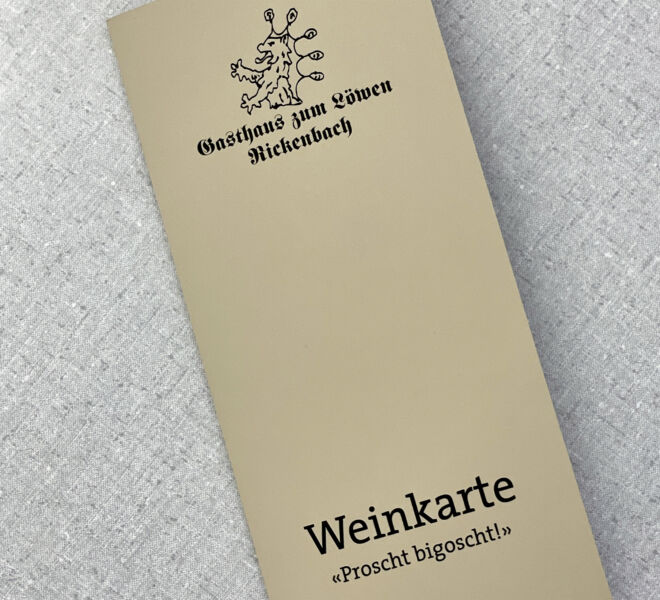 Gasthaus zum Löwen
Rickenbach
Weinkarte
«Proscht bigoscht!»